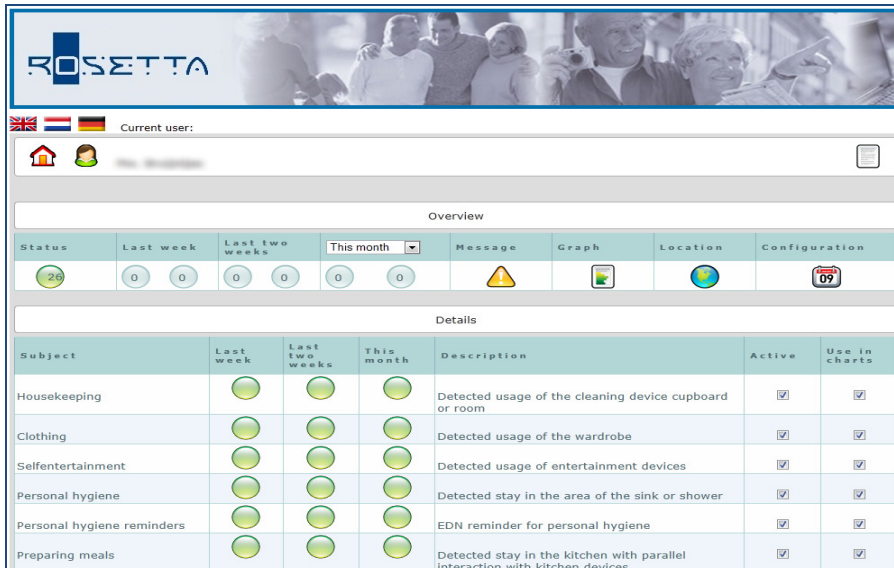 ROSETTA
Current user:
Overview
Status Last week Last two weeks This month Message Graph Location Configuration
26 0 0 0 0 0 0 09
Details
Subject Last week Last two weeks This month Description Active Use in charts
Housekeeping Detected usage of the cleaning device cupboard
or room
Clothing Detected usage of the wardrobe
Selfentertainment Detected usage of entertainment devices
Personal hygiene Detected stay in the area of the sink or shower
Personal hygiene reminders EDN reminder for personal hygiene
Preparing meals Detected stay in the kitchen with parallel
interaction with kitchen devices